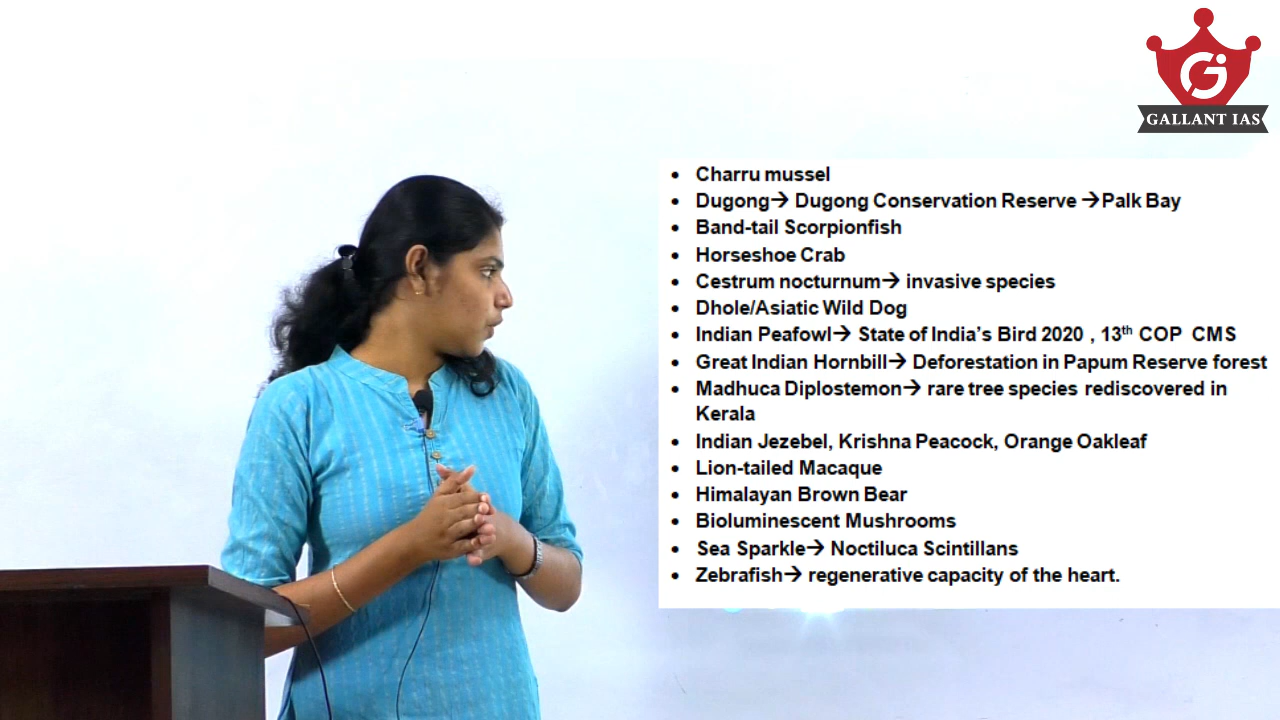 GALLANT IAS
• Charru mussel
• Dugong→ Dugong Conservation Reserve →Palk Bay
• Band-tail Scorpionfish
• Horseshoe Crab
• Cestrum nocturnum→ invasive species
• Dhole/Asiatic Wild Dog
• Indian Peafowl→ State of India's Bird 2020 , 13th COP CMS
• Great Indian Hornbill→ Deforestation in Papum Reserve forest
• Madhuca Diplostemon→ rare tree species rediscovered in
Kerala
• Indian Jezebel, Krishna Peacock, Orange Oakleaf
• Lion-tailed Macaque
• Himalayan Brown Bear
• Bioluminescent Mushrooms
• Sea Sparkle→ Noctiluca Scintillans
• Zebrafish→ regenerative capacity of the heart.